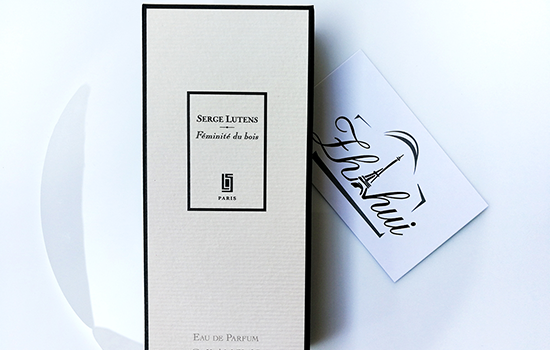 SERGE LUTENS
Féminité du bois
PARIS
EAU DE PARFUM
Zhahui